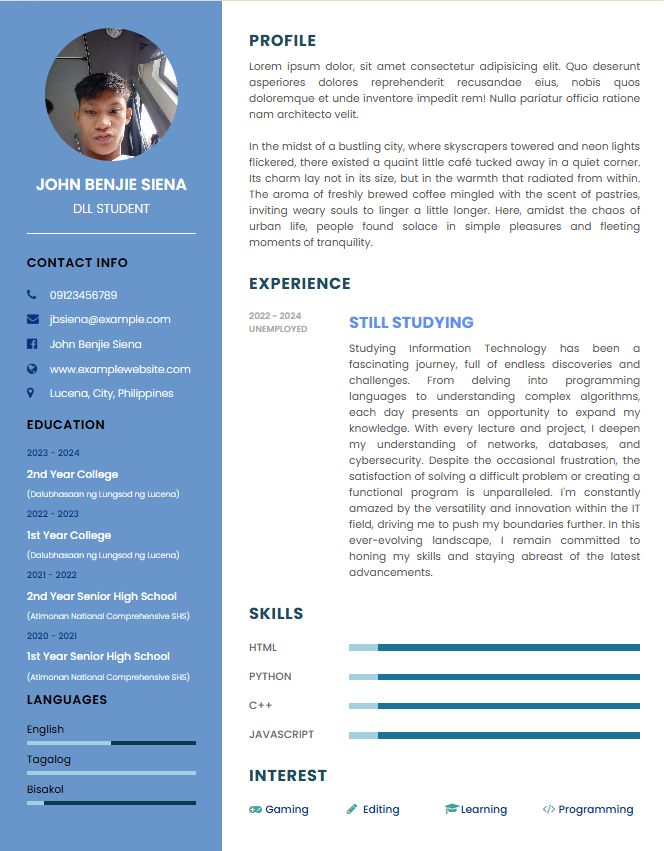 JOHN BENJIE SIENA
DLL STUDENT
CONTACT INFO
09123456789
jbsiena@example.com
John Benjie Siena
www.examplewebsite.com
Lucena, City, Philippines
EDUCATION
2023 - 2024
2nd Year College
(Dalubhasaan ng Lungsod ng Lucena)
2022 - 2023
1st Year College
(Dalubhasaan ng Lungsod ng Lucena)
2021 - 2022
2nd Year Senior High School
(Atimonan National Comprehensive SHS)
2020 - 2021
1st Year Senior High School
(Atimonan National Comprehensive SHS)
LANGUAGES
English
Tagalog
Bisakol
PROFILE
Lorem ipsum dolor, sit amet consectetur adipisicing elit. Quo deserunt
asperiores dolores reprehenderit recusandae eius, nobis quos
doloremque et unde inventore impedit rem! Nulla pariatur officia ratione
nam architecto velit.
In the midst of a bustling city, where skyscrapers towered and neon lights
flickered, there existed a quaint little café tucked away in a quiet corner.
Its charm lay not in its size, but in the warmth that radiated from within.
The aroma of freshly brewed coffee mingled with the scent of pastries,
inviting weary souls to linger a little longer. Here, amidst the chaos of
urban life, people found solace in simple pleasures and fleeting
moments of tranquility.
EXPERIENCE
2022 - 2024
UNEMPLOYED
STILL STUDYING
Studying Information Technology has been a
fascinating journey, full of endless discoveries and
challenges. From delving into programming
languages to understanding complex algorithms,
each day presents an opportunity to expand my
knowledge. With every lecture and project, I deepen
my understanding of networks, databases, and
cybersecurity. Despite the occasional frustration, the
satisfaction of solving a difficult problem or creating a
functional program is unparalleled. I'm constantly
amazed by the versatility and innovation within the IT
field, driving me to push my boundaries further. In this
ever-evolving landscape, I remain committed to
honing my skills and staying abreast of the latest
advancements.
SKILLS
HTML
PYTHON
C++
JAVASCRIPT
INTEREST
Gaming
Editing
Learning
Programming